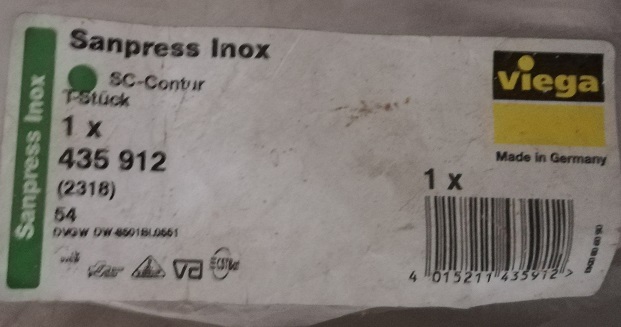 Sanpress Inox
Sanpress Inox
SC-Contur
T-Stück
1 x
435 912
(2318)
54
DVGW
viega
Made in Germany
1 x
4 015211 435912 >